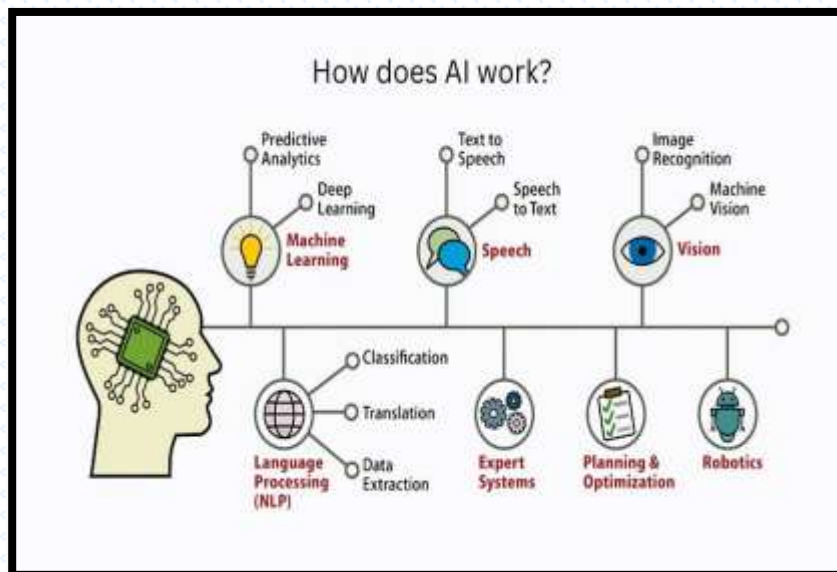 How does AI work?
Predictive
Analytics
Deep
Learning
Machine
Learning
Text to
Speech
Speech
to Text
Speech
Image
Recognition
Machine
Vision
Vision
Classification
Translation
Data
Extraction
Language
Processing
(NLP)
Expert
Systems
Planning &
Optimization
Robotics